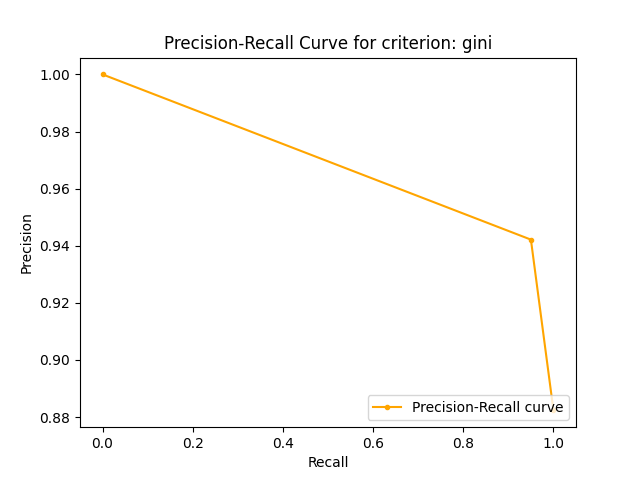 Precision-Recall Curve for criterion: gini
1.00
0.98
0.96
0.94
0.92
0.90
0.88
Precision
Precision-Recall curve
0.0 0.2 0.4 0.6 0.8 1.0
Recall